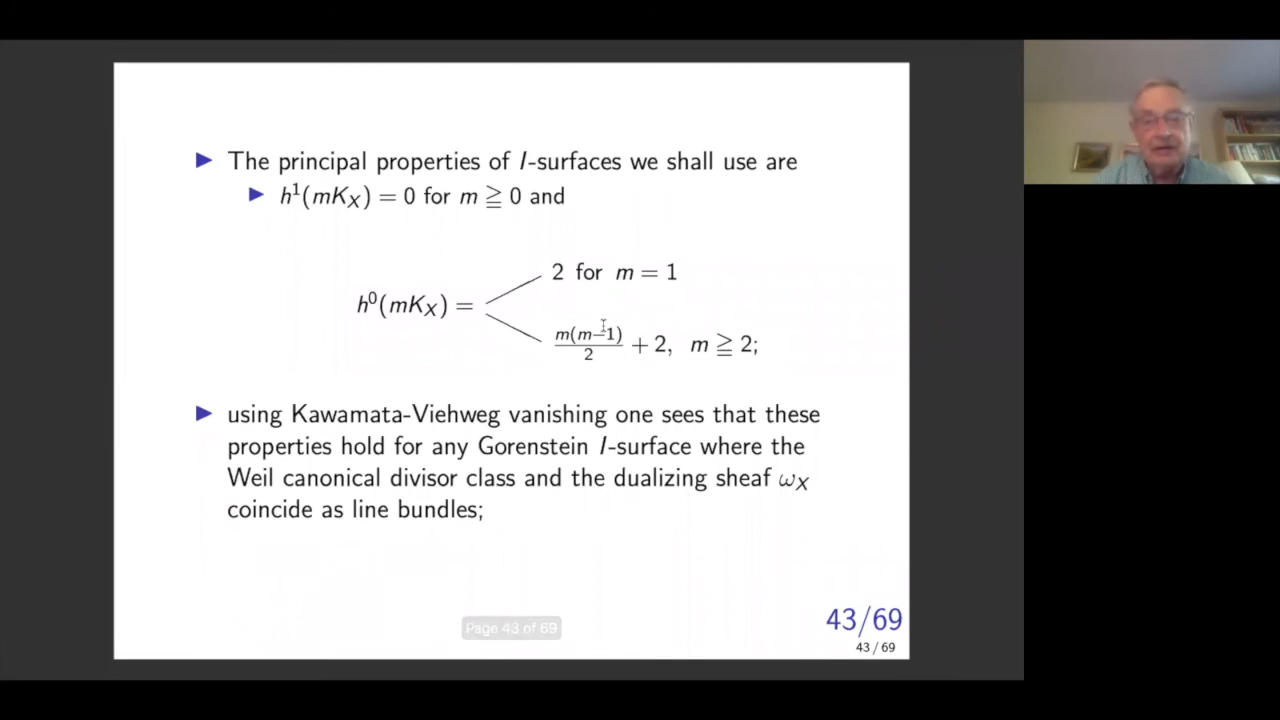 ▶ The principal properties of I-surfaces we shall use are
▶ h¹(mK_X) = 0 for m ≧ 0 and
2 for m = 1
h⁰(mK_X) =
m(m−1)/2 + 2, m ≧ 2;
▶ using Kawamata-Viehweg vanishing one sees that these
properties hold for any Gorenstein I-surface where the
Weil canonical divisor class and the dualizing sheaf ω_X
coincide as line bundles;
43/69
Page 43 of 69
43 / 69